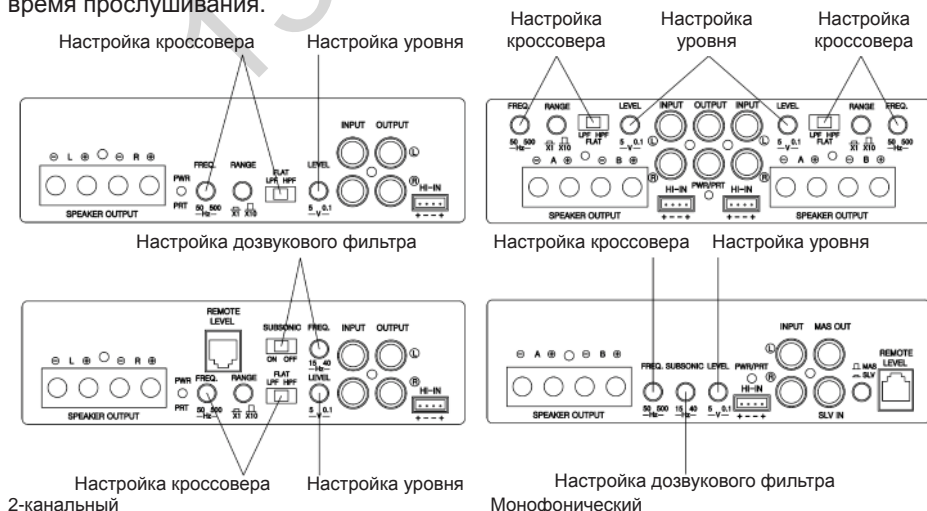 время прослушивания.
Настройка кроссовера Настройка уровня
INPUT OUTPUT
⊖ L ⊕ ⊖ R ⊕
L
FREQ. RANGE FLAT LEVEL
PWR LPF HPF
R
HI-IN
PRT 50 500 X1 X10 5 0.1
Hz V + - - +
SPEAKER OUTPUT
Настройка кроссовера Настройка уровня Настройка кроссовера
FREQ. RANGE LEVEL INPUT OUTPUT INPUT LEVEL RANGE FREQ.
L L
50 500 X1 X10 LPF HPF 5 0.1 5 0.1 LPF HPF X1 X10 50 500
Hz FLAT V V FLAT Hz
⊖ A ⊕ ⊖ B ⊕ R R ⊖ A ⊕ ⊖ B ⊕
HI-IN PWR/PRT HI-IN
SPEAKER OUTPUT + - - + + - - + SPEAKER OUTPUT
Настройка дозвукового фильтра
REMOTE LEVEL
SUBSONIC FREQ. INPUT OUTPUT
⊖ L ⊕ ⊖ R ⊕
ON OFF 15 40 L
Hz
PWR FREQ. RANGE FLAT LEVEL R
LPF HPF HI-IN
PRT 50 500 X1 X10 5 0.1
Hz V + - - +
SPEAKER OUTPUT
Настройка кроссовера Настройка уровня
2-канальный
Настройка кроссовера Настройка уровня
INPUT MAS OUT
L
⊖ A ⊕ ⊖ B ⊕
FREQ. SUBSONIC LEVEL PWR/PRT MAS REMOTE LEVEL
HI-IN R SLV
50 500 15 40 5 0.1
Hz Hz V + - - +
SPEAKER OUTPUT SLV IN
Настройка дозвукового фильтра
Монофонический